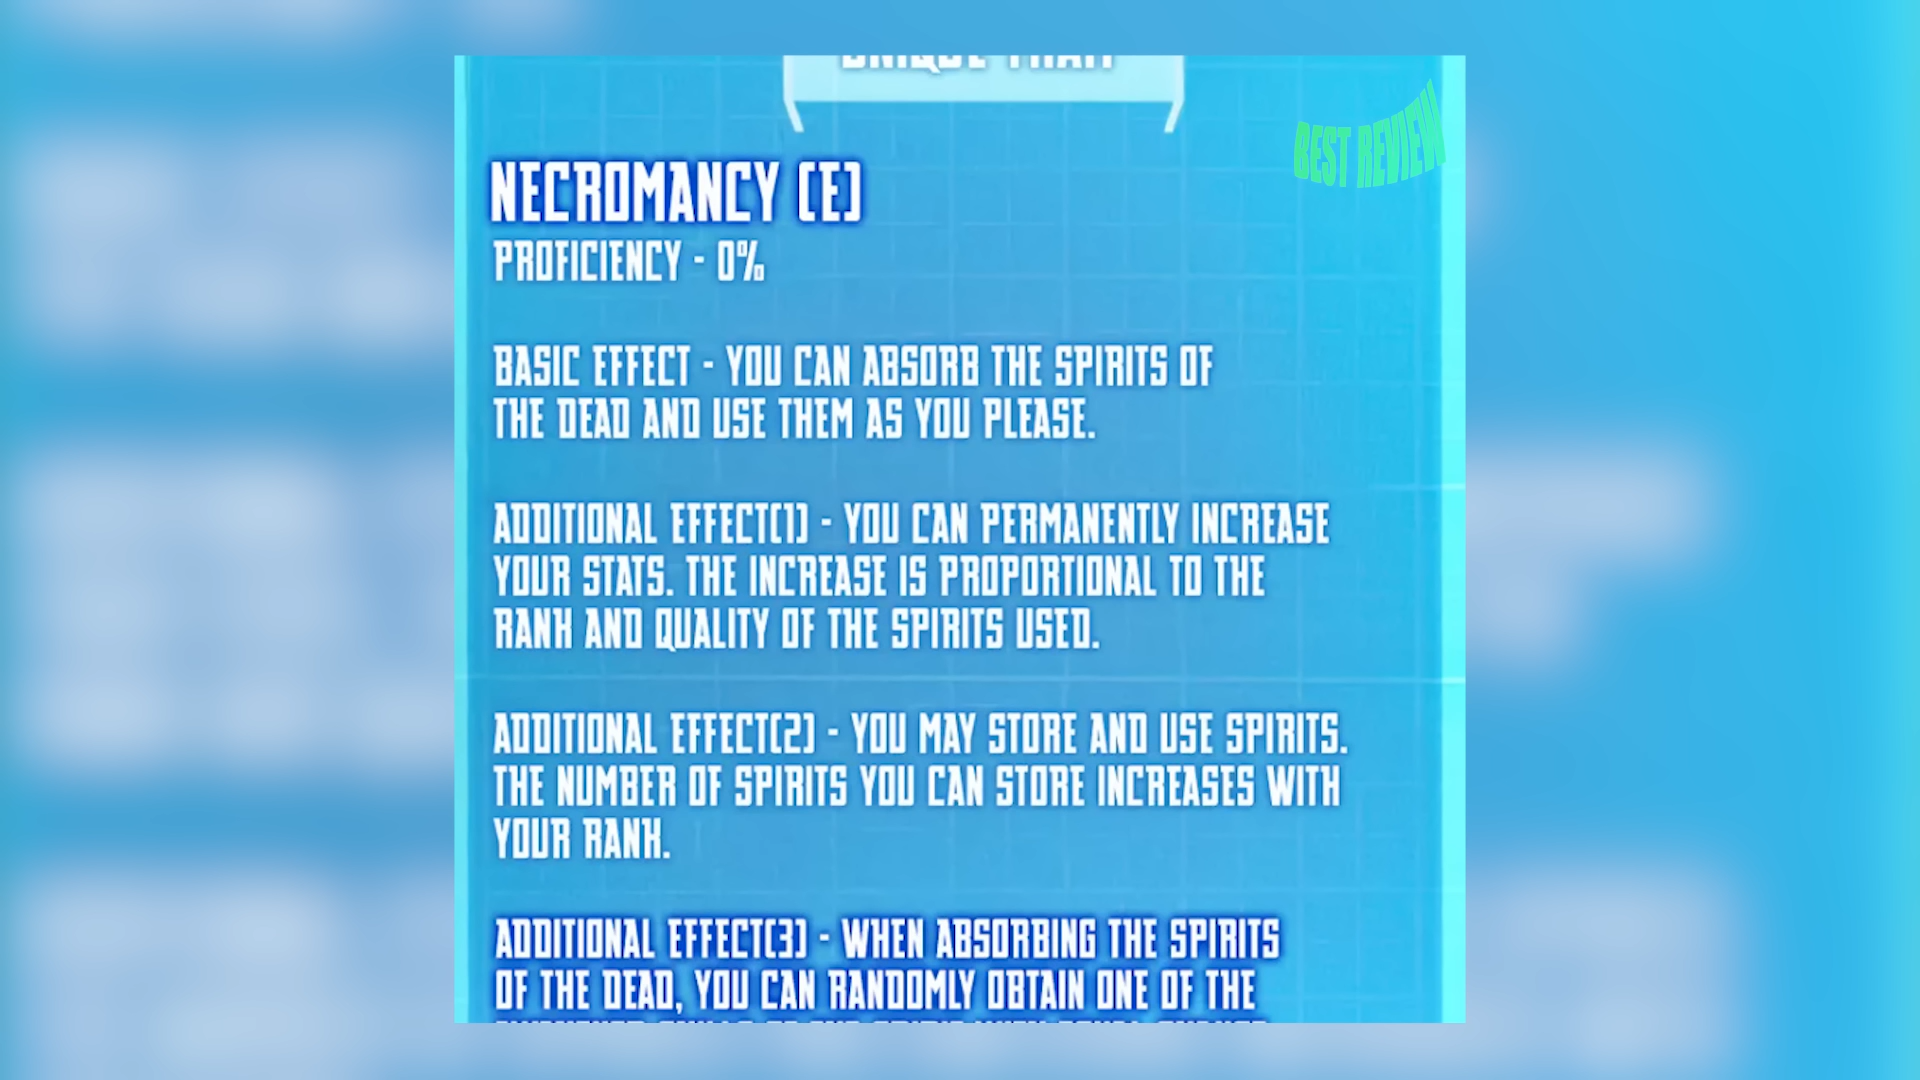 UNIQUE TRAIT
BEST REVIEW
NECROMANCY (E)
PROFICIENCY - 0%
BASIC EFFECT - YOU CAN ABSORB THE SPIRITS OF
THE DEAD AND USE THEM AS YOU PLEASE.
ADDITIONAL EFFECT(1) - YOU CAN PERMANENTLY INCREASE
YOUR STATS. THE INCREASE IS PROPORTIONAL TO THE
RANK AND QUALITY OF THE SPIRITS USED.
ADDITIONAL EFFECT(2) - YOU MAY STORE AND USE SPIRITS.
THE NUMBER OF SPIRITS YOU CAN STORE INCREASES WITH
YOUR RANK.
ADDITIONAL EFFECT(3) - WHEN ABSORBING THE SPIRITS
OF THE DEAD, YOU CAN RANDOMLY OBTAIN ONE OF THE